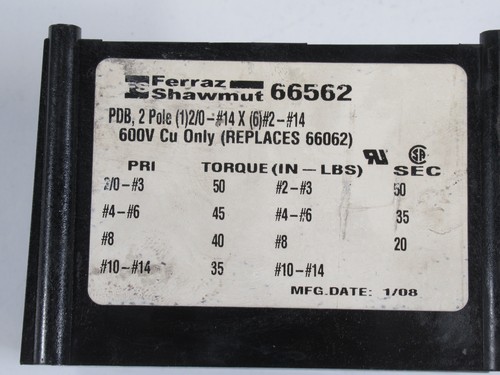 Ferraz Shawmut 66562
PDB, 2 Pole (1)2/0-#14 X (6)#2-#14
600V Cu Only (REPLACES 66062)
PRI TORQUE (IN-LBS) SEC
2/0-#3 50 #2-#3 50
#4-#6 45 #4-#6 35
#8 40 #8 20
#10-#14 35 #10-#14
MFG.DATE: 1/08